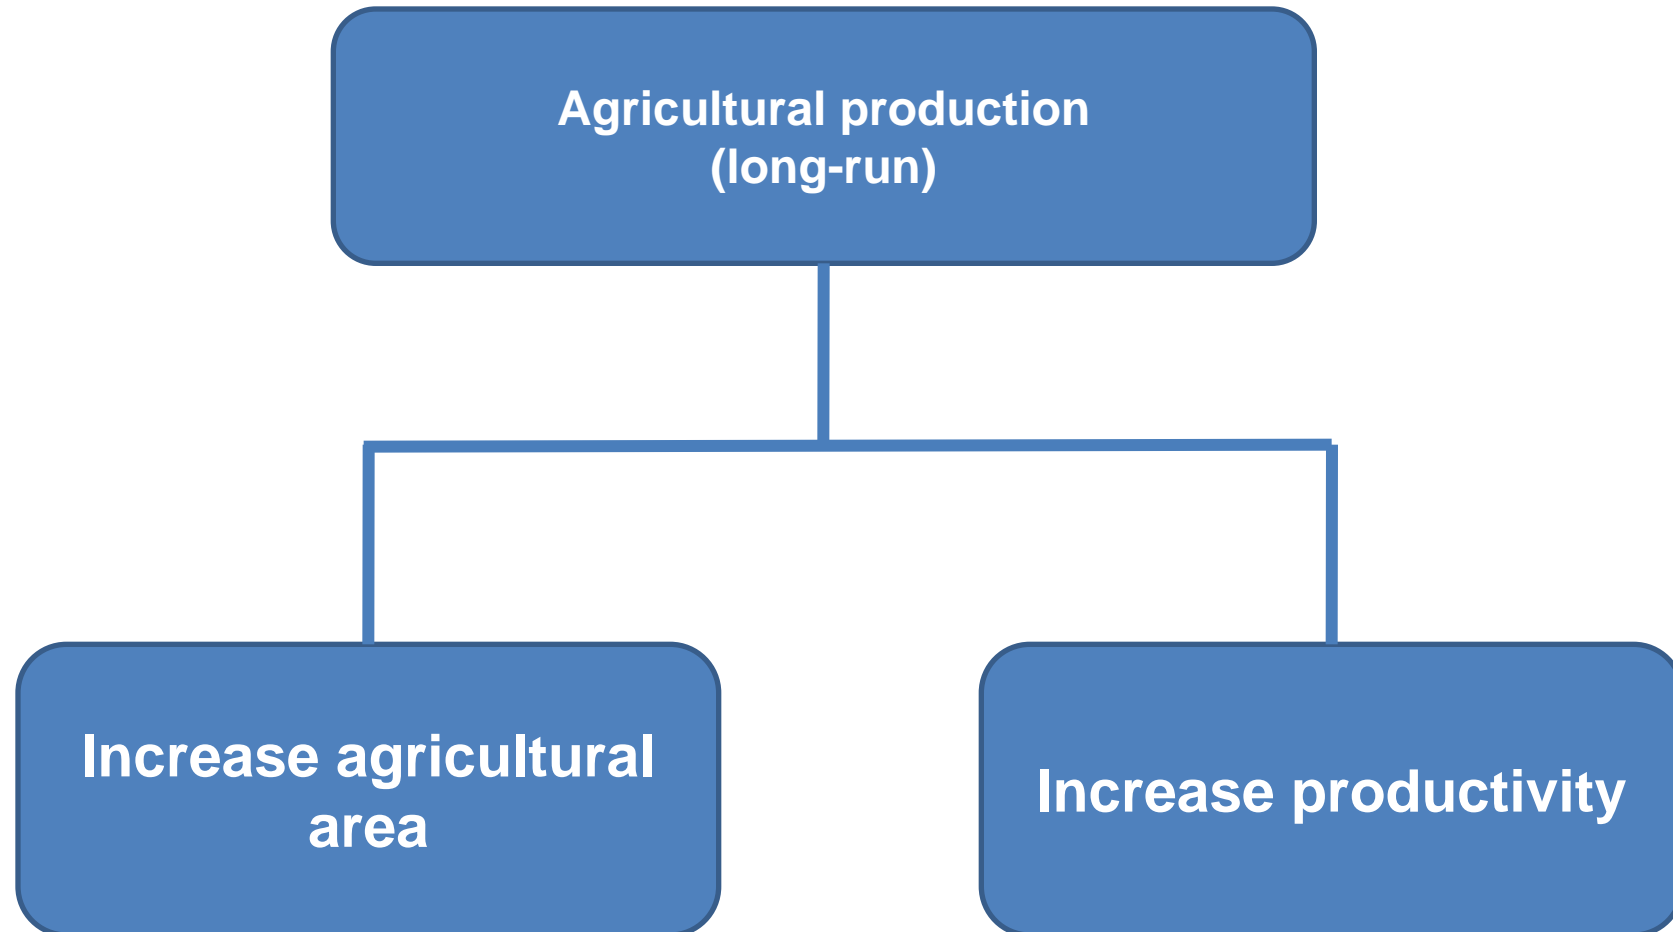 Agricultural production
(long-run)
Increase agricultural
area
Increase productivity